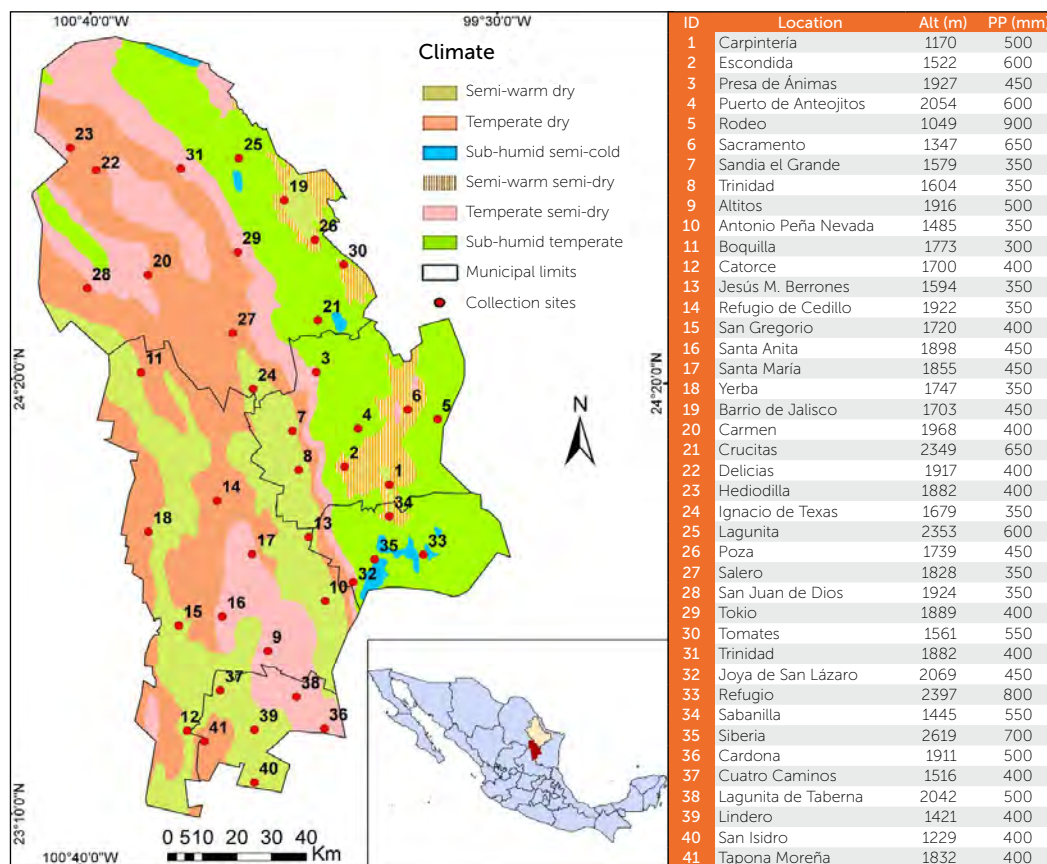 100°40'0"W
99°30'0"W
Climate
Semi-warm dry
Temperate dry
Sub-humid semi-cold
Semi-warm semi-dry
Temperate semi-dry
Sub-humid temperate
Municipal limits
Collection sites
23
22
31
25
19
26
29
30
20
28
27
21
11
24
3
6
5
7
4
2
8
1
14
34
18
13
17
35
33
32
10
16
15
9
37
38
12
41
39
36
40
24°20'0"N
24°20'0"N
N
23°10'0"N
100°40'0"W
0 5 10 20 30 40
Km
ID Location Alt (m) PP (mm)
1 Carpintería 1170 500
2 Escondida 1522 600
3 Presa de Ánimas 1927 450
4 Puerto de Anteojitos 2054 600
5 Rodeo 1049 900
6 Sacramento 1347 650
7 Sandia el Grande 1579 350
8 Trinidad 1604 350
9 Altitos 1916 500
10 Antonio Peña Nevada 1485 350
11 Boquilla 1773 300
12 Catorce 1700 400
13 Jesús M. Berrones 1594 350
14 Refugio de Cedillo 1922 350
15 San Gregorio 1720 400
16 Santa Anita 1898 450
17 Santa María 1855 450
18 Yerba 1747 350
19 Barrio de Jalisco 1703 450
20 Carmen 1968 400
21 Crucitas 2349 650
22 Delicias 1917 400
23 Hediodilla 1882 400
24 Ignacio de Texas 1679 350
25 Lagunita 2353 600
26 Poza 1739 450
27 Salero 1828 350
28 San Juan de Dios 1924 350
29 Tokio 1889 400
30 Tomates 1561 550
31 Trinidad 1882 400
32 Joya de San Lázaro 2069 450
33 Refugio 2397 800
34 Sabanilla 1445 550
35 Siberia 2619 700
36 Cardona 1911 500
37 Cuatro Caminos 1516 400
38 Lagunita de Taberna 2042 500
39 Lindero 1421 400
40 San Isidro 1229 400
41 Tapona Moreña 1832 400